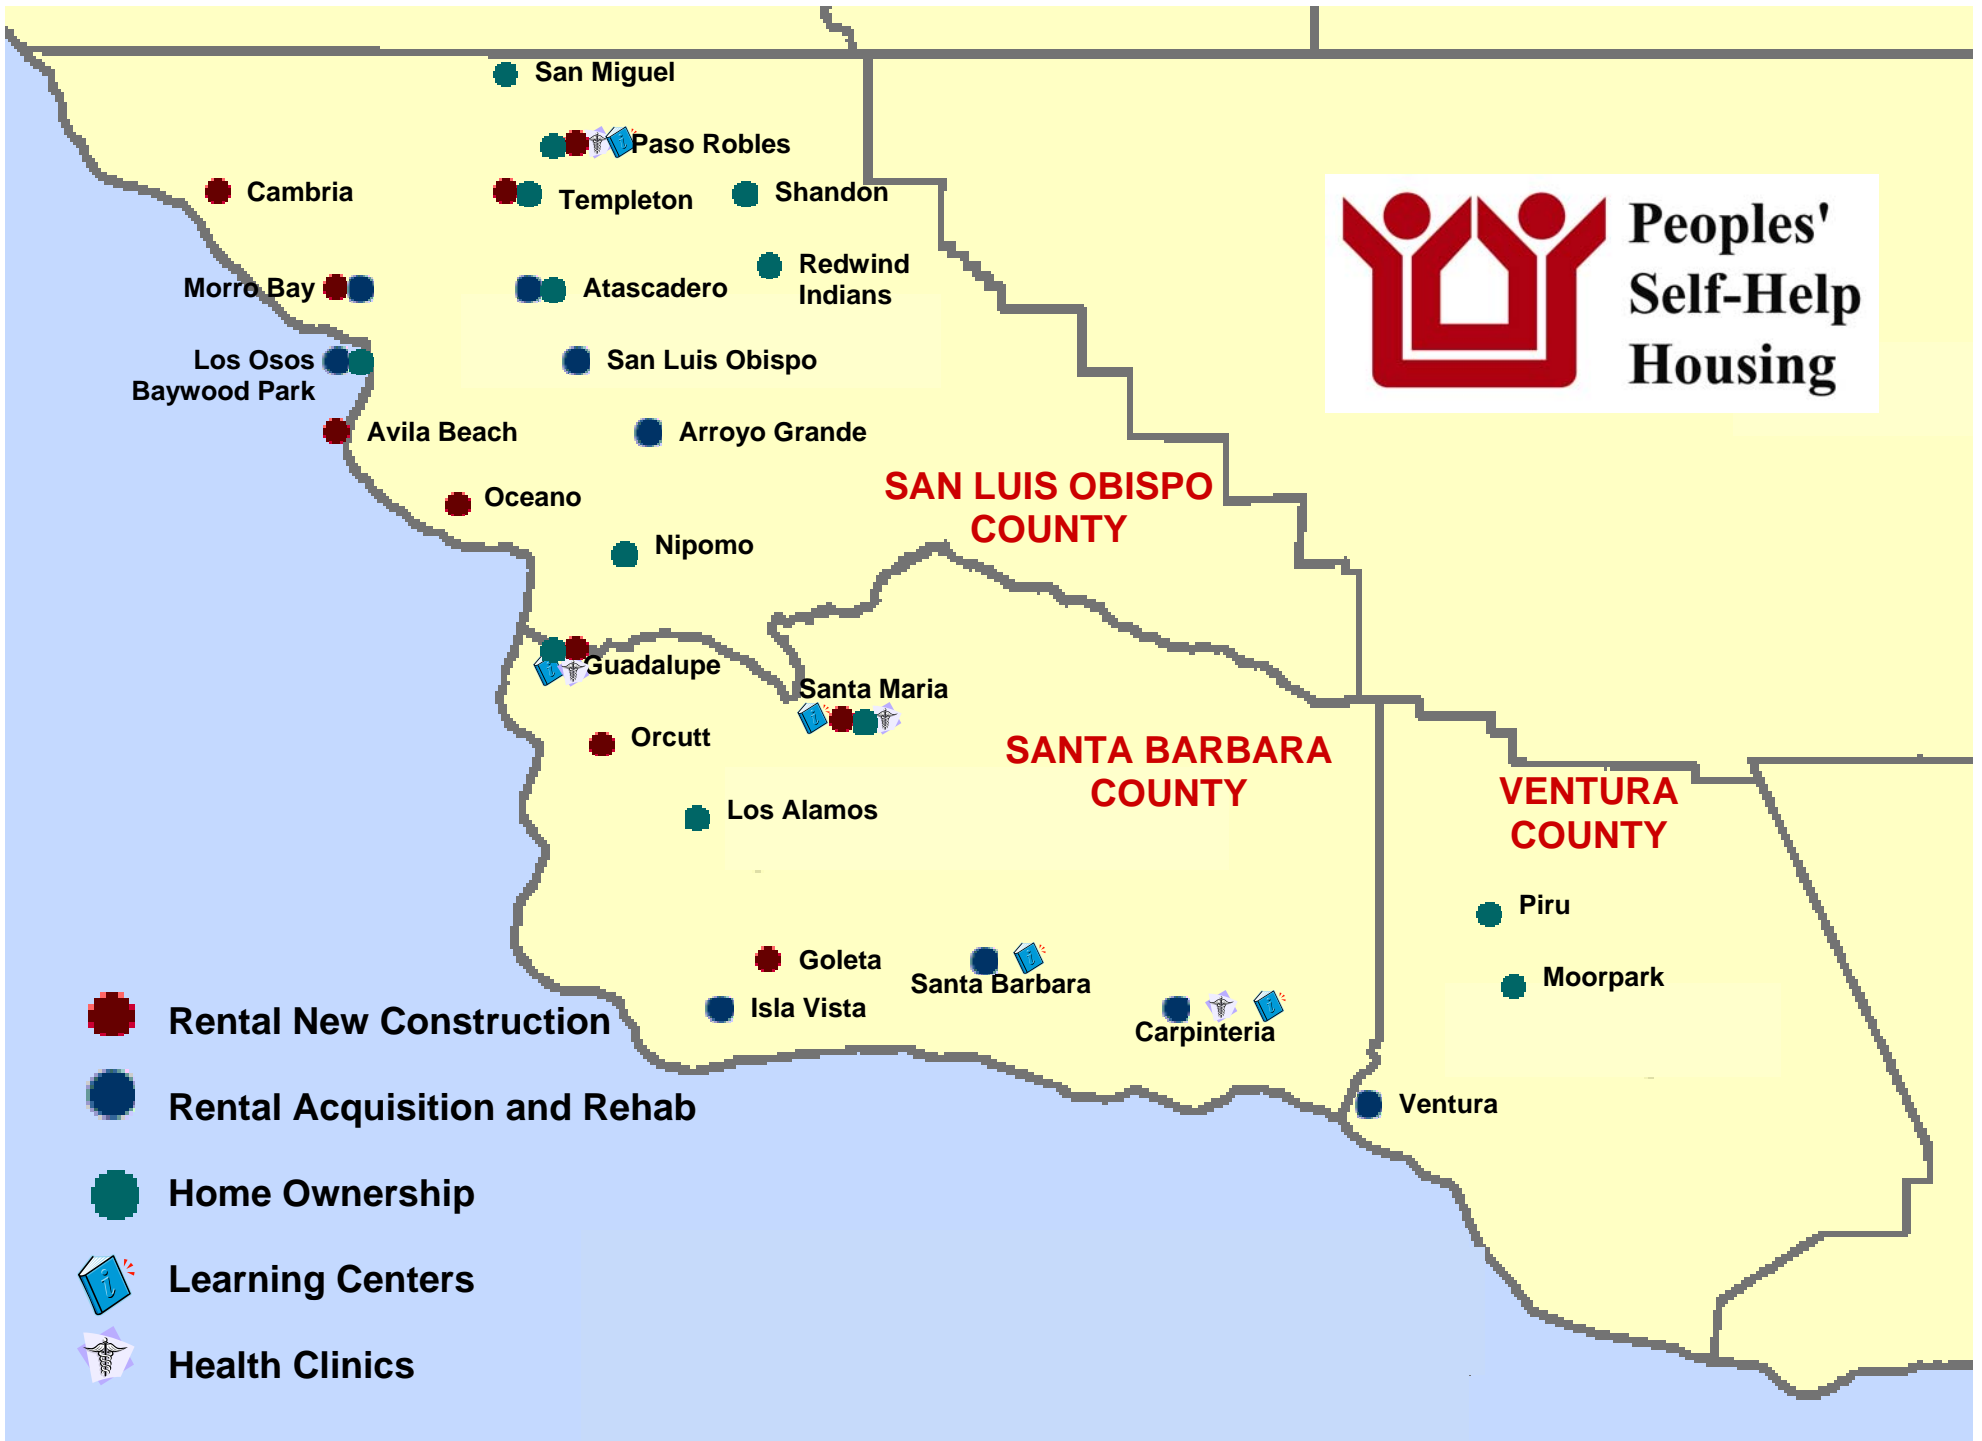 San Miguel
Paso Robles
Cambria
Templeton
Shandon
Redwind
Indians
Morro Bay
Atascadero
Los Osos
Baywood Park
San Luis Obispo
Avila Beach
Arroyo Grande
Oceano
SAN LUIS OBISPO
COUNTY
Nipomo
Guadalupe
Santa Maria
Orcutt
SANTA BARBARA
COUNTY
Los Alamos
VENTURA
COUNTY
Piru
Goleta
Santa Barbara
Moorpark
Isla Vista
Carpinteria
Ventura
Peoples'
Self-Help
Housing
Rental New Construction
Rental Acquisition and Rehab
Home Ownership
Learning Centers
Health Clinics